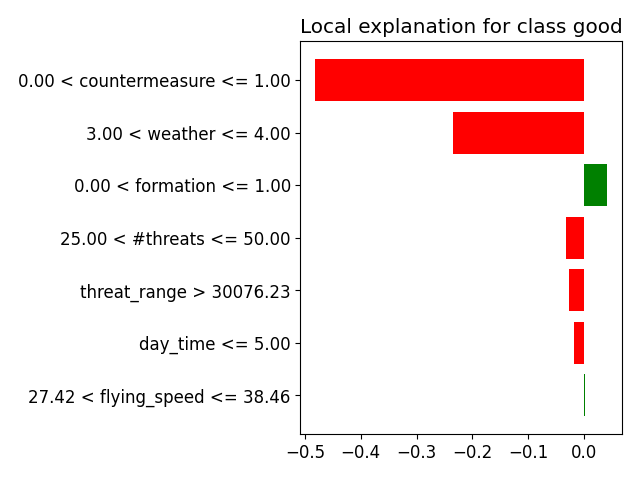 Local explanation for class good
0.00 < countermeasure <= 1.00
3.00 < weather <= 4.00
0.00 < formation <= 1.00
25.00 < #threats <= 50.00
threat_range > 30076.23
day_time <= 5.00
27.42 < flying_speed <= 38.46
−0.5 −0.4 −0.3 −0.2 −0.1 0.0